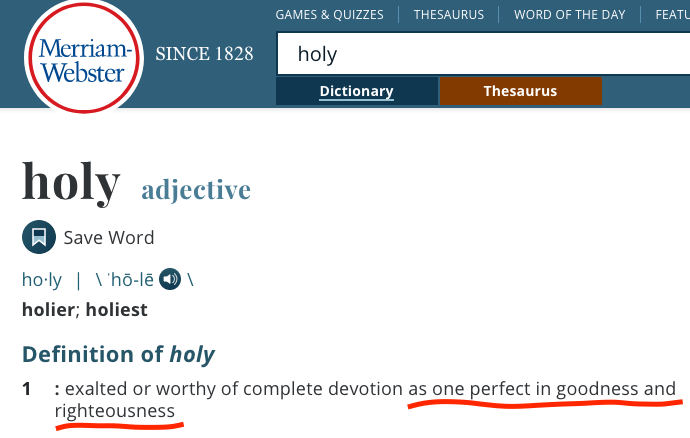 GAMES & QUIZZES | THESAURUS | WORD OF THE DAY |
Merriam-
Webster
SINCE 1828
holy
Dictionary Thesaurus
holy adjective
Save Word
ho·ly | \ ˈhō-lē \
holier; holiest
Definition of holy
1 : exalted or worthy of complete devotion as one perfect in goodness and
righteousness